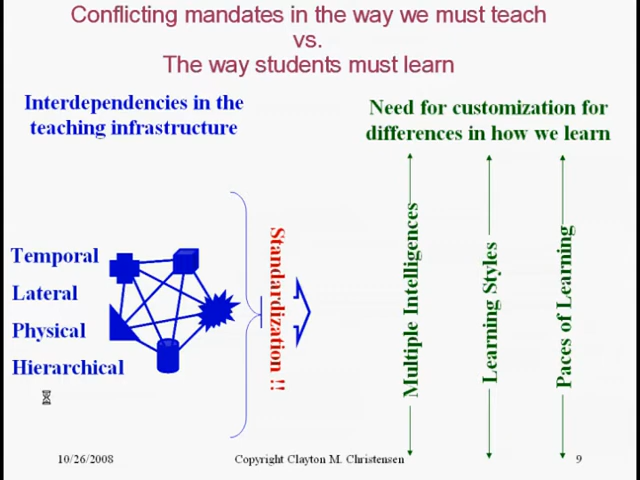 Conflicting mandates in the way we must teach
vs.
The way students must learn
Interdependencies in the
teaching infrastructure
Need for customization for
differences in how we learn
Temporal
Lateral
Physical
Hierarchical
Standardization !!
Multiple Intelligences
Learning Styles
Paces of Learning
10/26/2008
Copyright Clayton M. Christensen
9